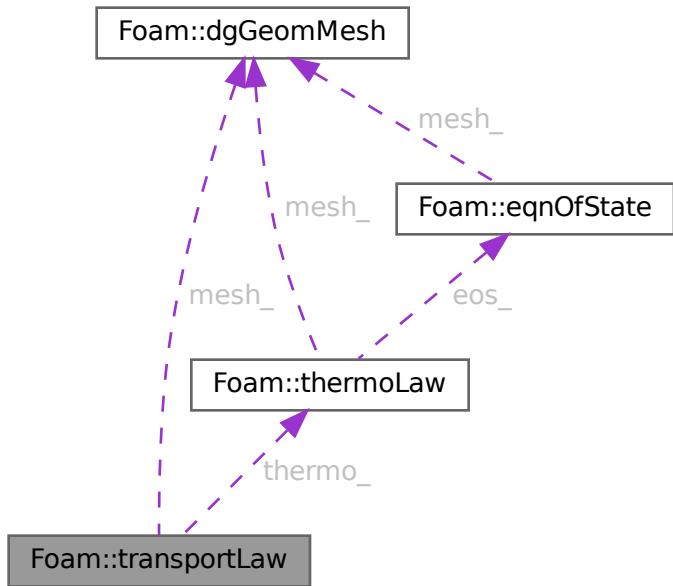 Foam::dgGeomMesh
mesh_
Foam::eqnOfState
mesh_
mesh_
eos_
Foam::thermoLaw
thermo_
Foam::transportLaw